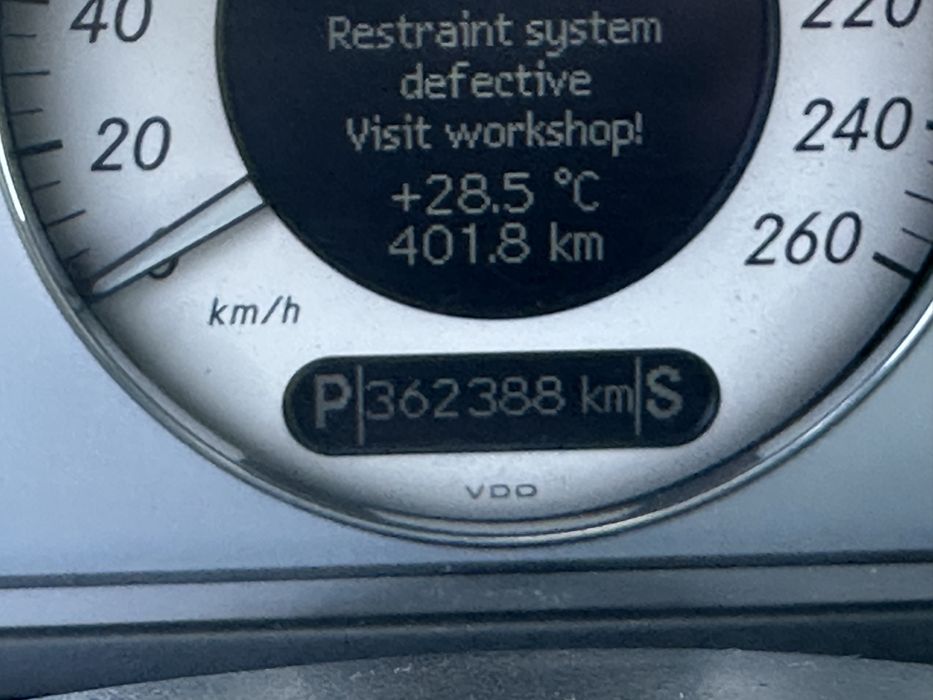 40
Restraint system
220
defective
20
Visit workshop!
240
+28.5 °C
401.8 km
260
0
km/h
P 362388 km S
VDO